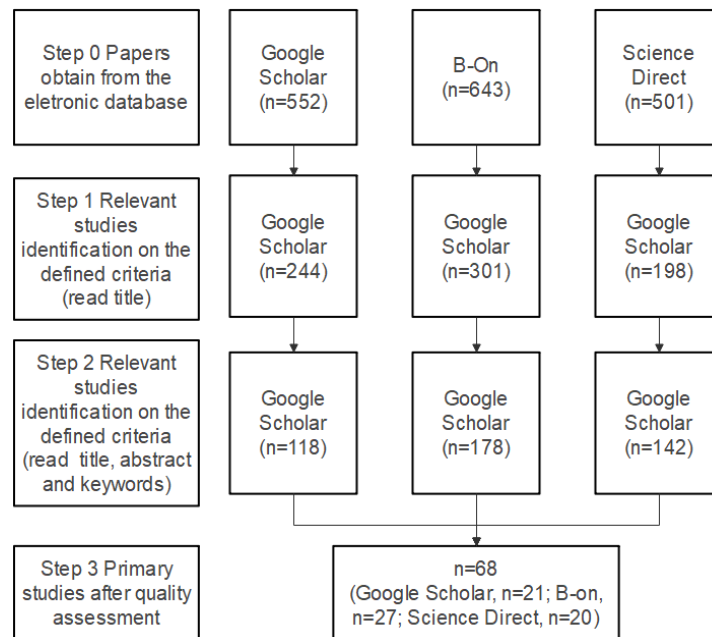 Step 0 Papers
obtain from the
eletronic database
Google
Scholar
(n=552)
B-On
(n=643)
Science
Direct
(n=501)
Step 1 Relevant
studies
identification on the
defined criteria
(read title)
Google
Scholar
(n=244)
Google
Scholar
(n=301)
Google
Scholar
(n=198)
Step 2 Relevant
studies
identification on the
defined criteria
(read title, abstract
and keywords)
Google
Scholar
(n=118)
Google
Scholar
(n=178)
Google
Scholar
(n=142)
Step 3 Primary
studies after quality
assessment
n=68
(Google Scholar, n=21; B-on,
n=27; Science Direct, n=20)